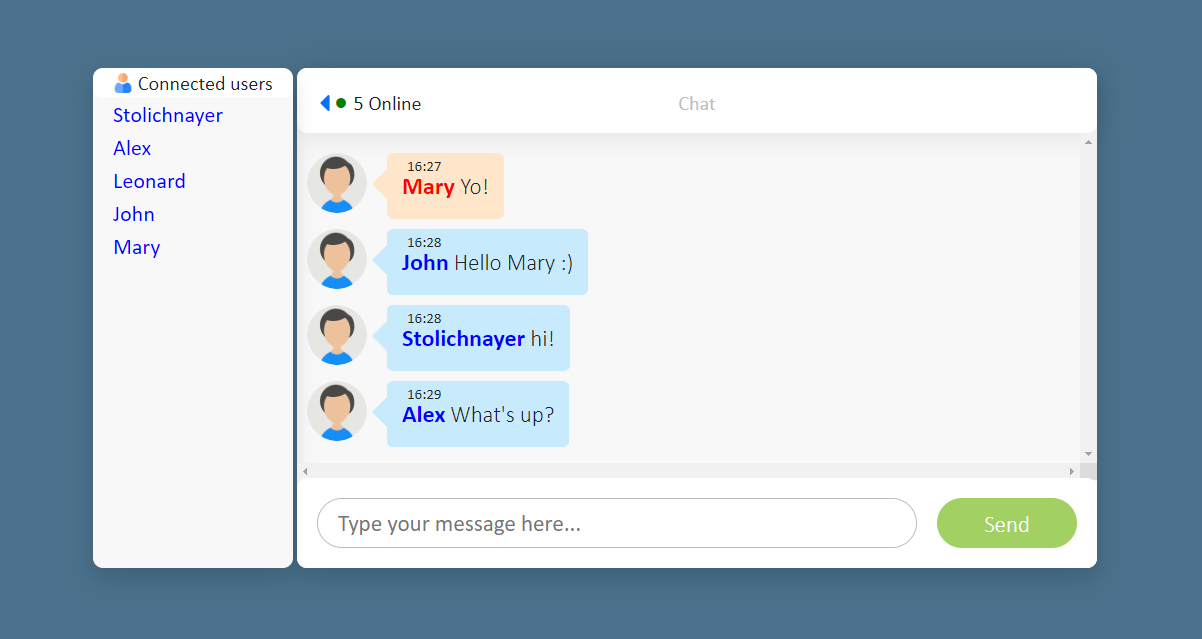 Connected users
Stolichnayer
Alex
Leonard
John
Mary
5 Online
Chat
16:27
Mary Yo!
16:28
John Hello Mary :)
16:28
Stolichnayer hi!
16:29
Alex What's up?
Type your message here...
Send